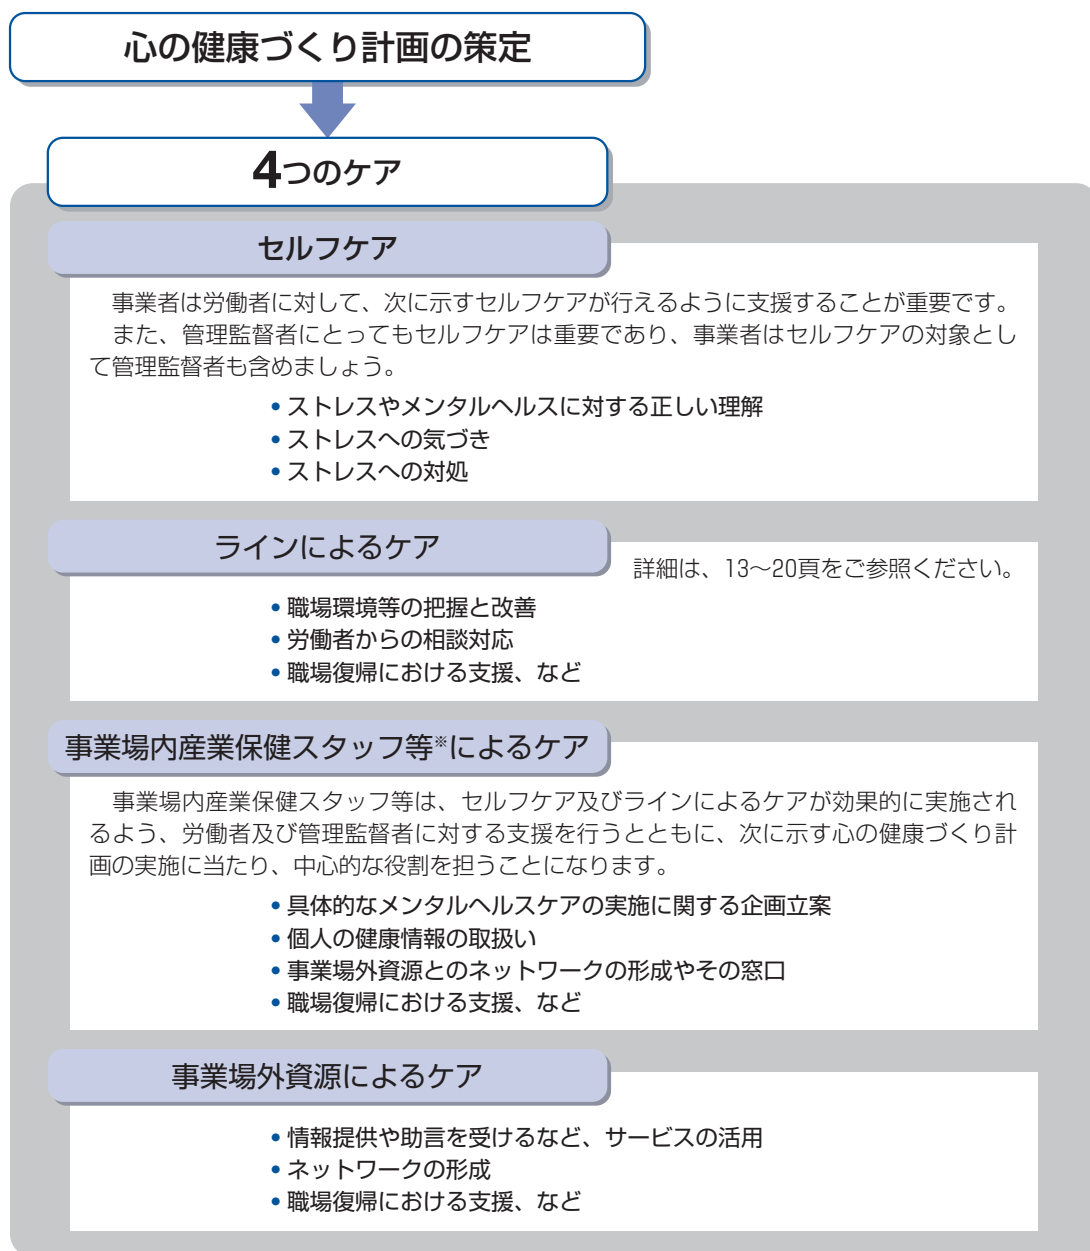 心の健康づくり計画の策定
4つのケア
セルフケア
事業者は労働者に対して、次に示すセルフケアが行えるように支援することが重要です。
また、管理監督者にとってもセルフケアは重要であり、事業者はセルフケアの対象とし
て管理監督者も含めましょう。
•ストレスやメンタルヘルスに対する正しい理解
•ストレスへの気づき
•ストレスへの対処
ラインによるケア
詳細は、13〜20頁をご参照ください。
•職場環境等の把握と改善
•労働者からの相談対応
•職場復帰における支援、など
事業場内産業保健スタッフ等※によるケア
事業場内産業保健スタッフ等は、セルフケア及びラインによるケアが効果的に実施され
るよう、労働者及び管理監督者に対する支援を行うとともに、次に示す心の健康づくり計
画の実施に当たり、中心的な役割を担うことになります。
•具体的なメンタルヘルスケアの実施に関する企画立案
•個人の健康情報の取扱い
•事業場外資源とのネットワークの形成やその窓口
•職場復帰における支援、など
事業場外資源によるケア
•情報提供や助言を受けるなど、サービスの活用
•ネットワークの形成
•職場復帰における支援、など